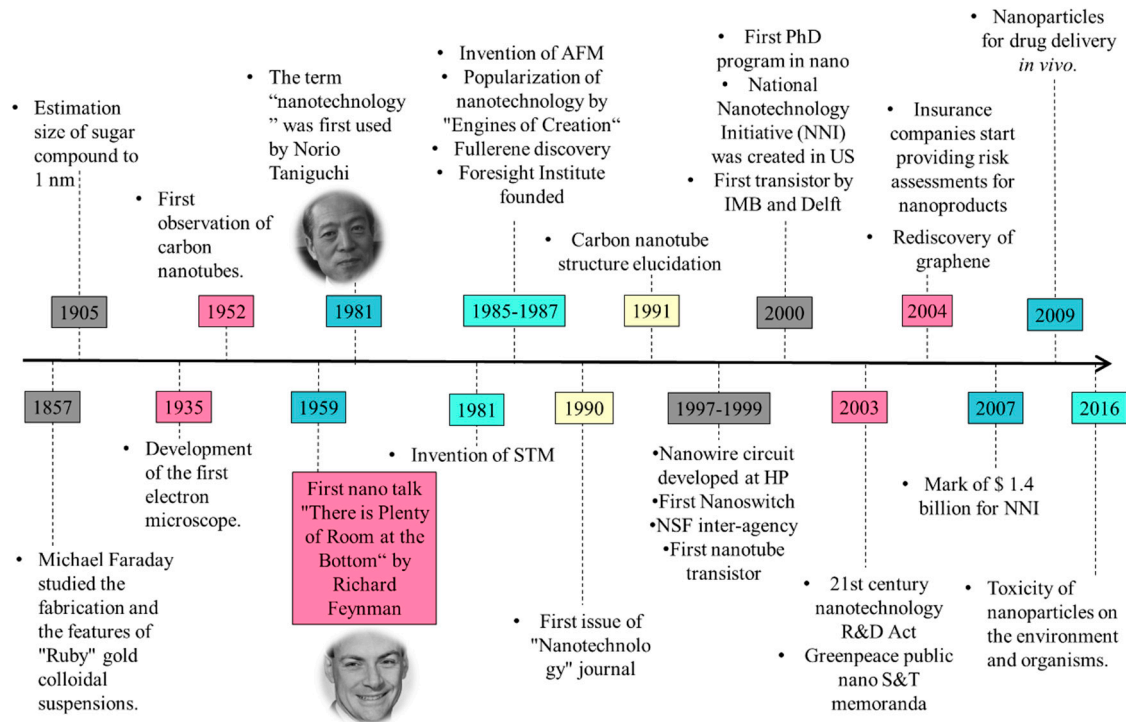 • Estimation
size of sugar
compound to
1 nm
• First
observation of
carbon
nanotubes.
• The term
“nanotechnology
” was first used
by Norio
Taniguchi
• Invention of AFM
• Popularization of
nanotechnology by
"Engines of Creation“
• Fullerene discovery
• Foresight Institute
founded
• Carbon nanotube
structure elucidation
• First PhD
program in nano
• National
Nanotechnology
Initiative (NNI)
was created in US
• First transistor by
IMB and Delft
• Insurance
companies start
providing risk
assessments for
nanoproducts
• Rediscovery of
graphene
• Nanoparticles
for drug delivery
in vivo.
1905
1952
1981
1985-1987
1991
2000
2004
2009
1857
1935
1959
1981
1990
1997-1999
2003
2007
2016
• Michael Faraday
studied the
fabrication and
the features of
"Ruby" gold
colloidal
suspensions.
• Development
of the first
electron
microscope.
First nano talk
"There is Plenty
of Room at the
Bottom“ by
Richard
Feynman
• Invention of STM
• First issue of
"Nanotechnolo
gy" journal
•Nanowire circuit
developed at HP
•First Nanoswitch
•NSF inter-agency
•First nanotube
transistor
• 21st century
nanotechnology
R&D Act
• Greenpeace public
nano S&T
memoranda
• Mark of $ 1.4
billion for NNI
• Toxicity of
nanoparticles on
the environment
and organisms.